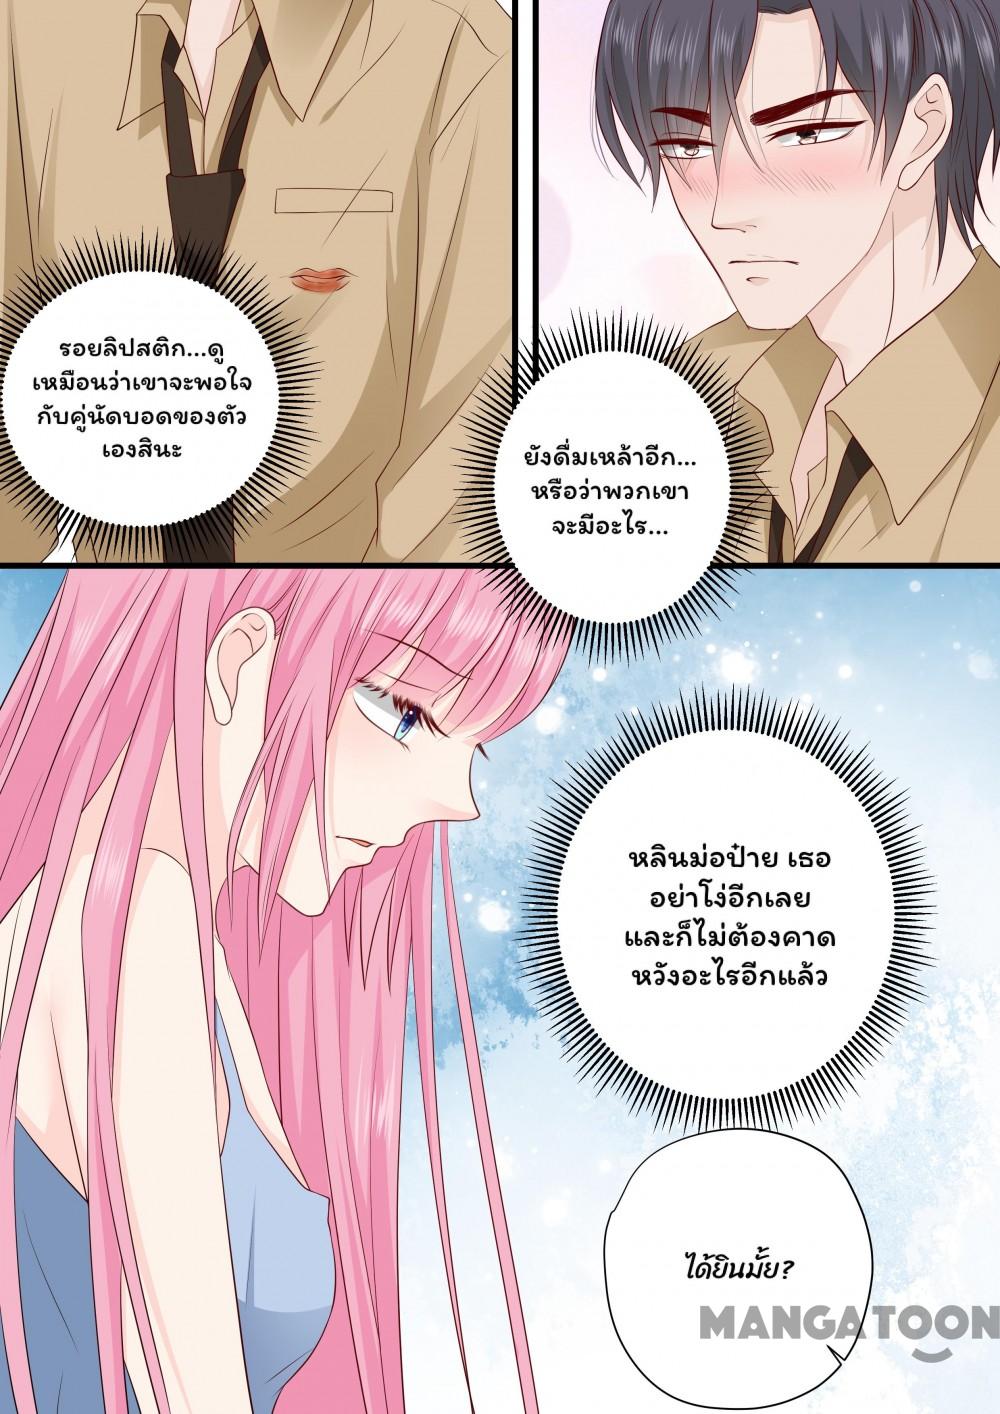 รอยลิปสติก...ดู
เหมือนว่าเขาจะพอใจ
กับคู่นัดบอดของตัว
เองสินะ
ยังดื่มเหล้าอีก...
หรือว่าพวกเขา
จะมีอะไร...
หลินม่อป๋าย เธอ
อย่าโง่อีกเลย
และก็ไม่ต้องคาด
หวังอะไรอีกแล้ว
ได้ยินมั้ย?
MANGATOON